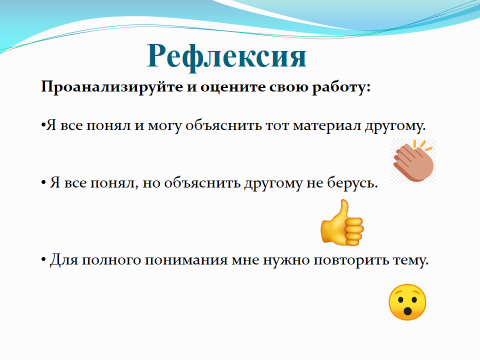 Рефлексия
Проанализируйте и оцените свою работу:
•Я все понял и могу объяснить тот материал другому.
• Я все понял, но объяснить другому не берусь.
• Для полного понимания мне нужно повторить тему.